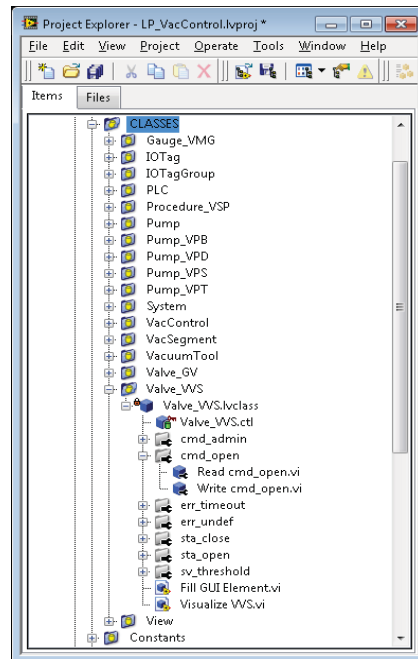 Project Explorer - LP_VacControl.lvproj *
File Edit View Project Operate Tools Window Help
Items Files
CLASSES
Gauge_VMG
IOTag
IOTagGroup
PLC
Procedure_VSP
Pump
Pump_VPB
Pump_VPD
Pump_VPS
Pump_VPT
System
VacControl
VacSegment
VacuumTool
Valve_GV
Valve_VVS
Valve_VVS.lvclass
Valve_VVS.ctl
cmd_admin
cmd_open
Read cmd_open.vi
Write cmd_open.vi
err_timeout
err_undef
sta_close
sta_open
sv_threshold
Fill GUI Element.vi
Visualize VVS.vi
View
Constants